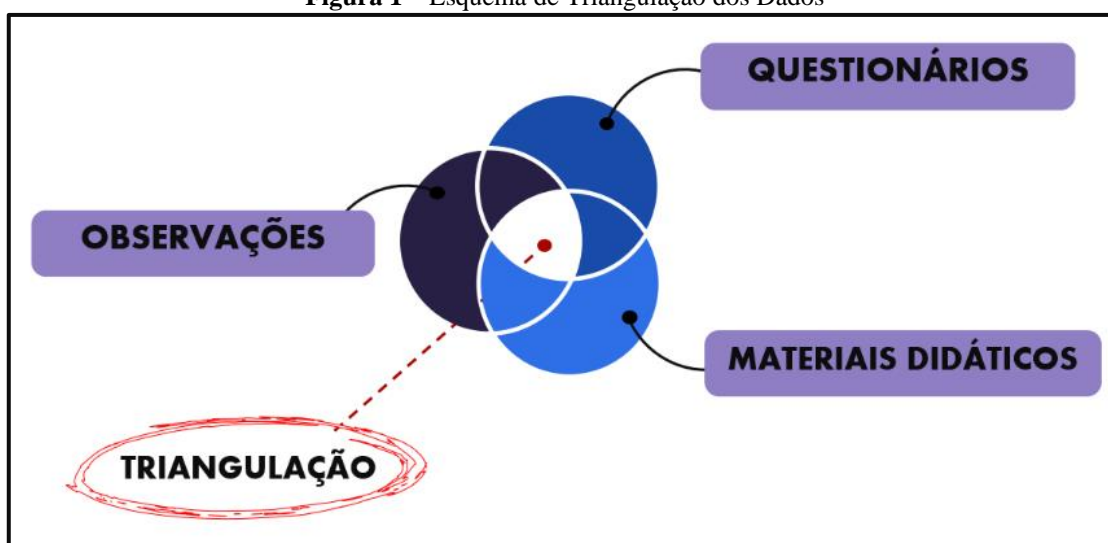 Figura 1 – Esquema de Triangulação dos Dados
QUESTIONÁRIOS
OBSERVAÇÕES
MATERIAIS DIDÁTICOS
TRIANGULAÇÃO